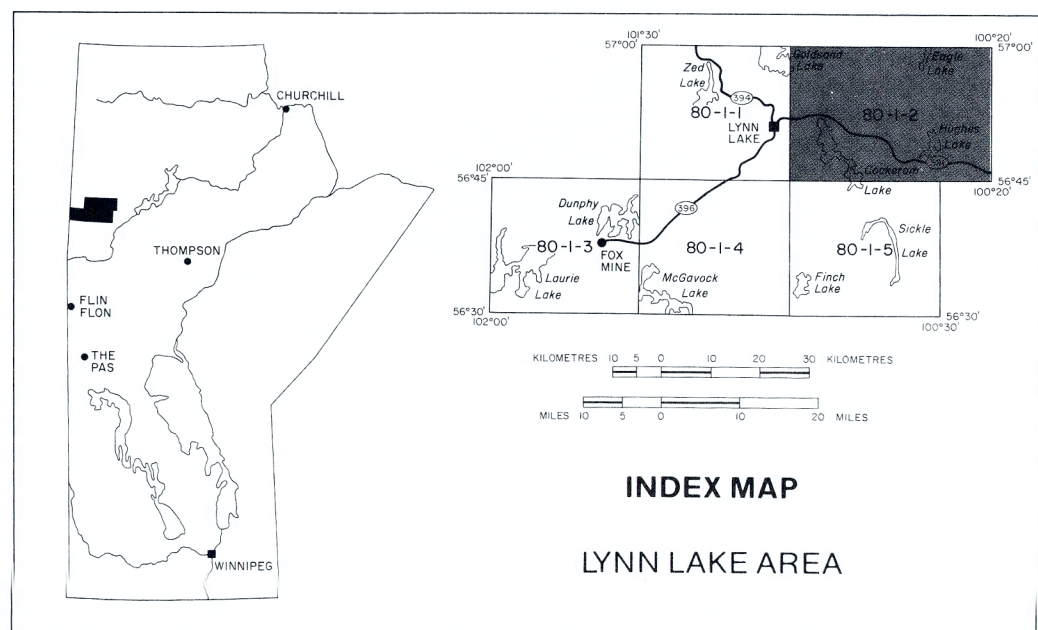 CHURCHILL
THOMPSON
FLIN
FLON
THE
PAS
WINNIPEG
101°30'
100°20'
57°00'
57°00'
Goldsand
Lake
Eagle
Lake
Zed
Lake
394
80-1-1
80-1-2
LYNN
LAKE
Hughes
Lake
Cockeram
Lake
102°00'
56°45'
56°45'
100°20'
Dunphy
Lake
396
Sickle
Lake
80-1-3
80-1-4
80-1-5
FOX
MINE
Laurie
Lake
McGavock
Lake
Finch
Lake
56°30'
102°00'
56°30'
100°30'
KILOMETRES 10 5 0 10 20 30 KILOMETRES
MILES 10 5 0 10 20 MILES
INDEX MAP
LYNN LAKE AREA